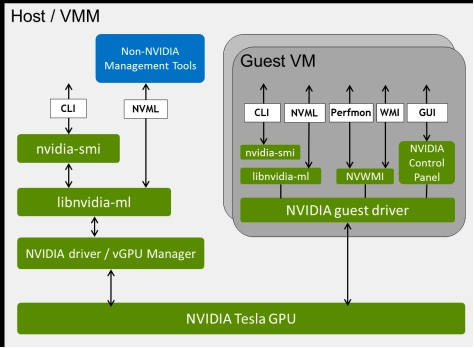 Host / VMM
Non-NVIDIA
Management Tools
CLI
NVML
nvidia-smi
libnvidia-ml
NVIDIA driver / vGPU Manager
Guest VM
CLI
NVML
Perfmon
WMI
GUI
nvidia-smi
libnvidia-ml
NVWMI
NVIDIA
Control
Panel
NVIDIA guest driver
NVIDIA Tesla GPU